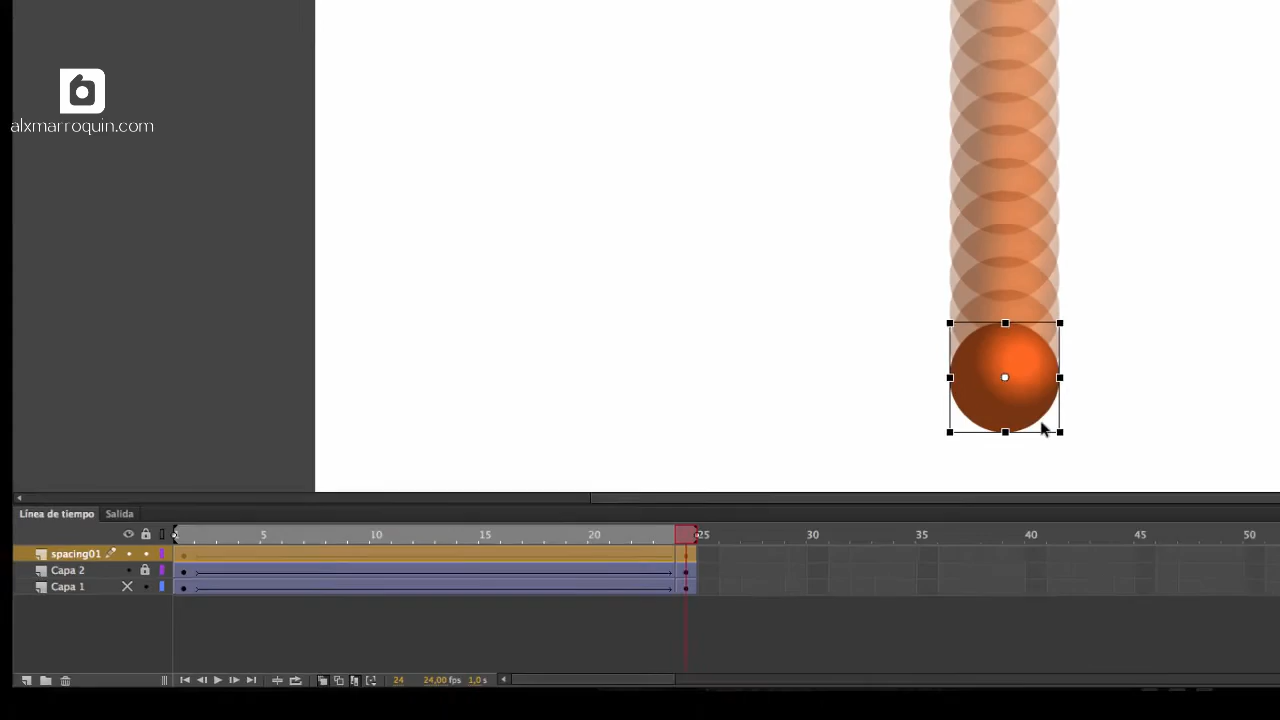 alxmarroquin.com
Línea de tiempo Salida
5 10 15 20 25 30 35 40 45 50
spacing01
Capa 2
Capa 1
24 24,00 fps 1,0 s